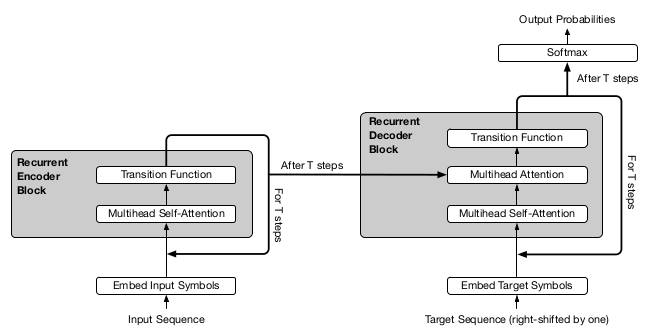 Output Probabilities
Softmax
After T steps
Recurrent
Decoder
Block
Transition Function
Recurrent
Encoder
Block
Transition Function
After T steps
Multihead Attention
For T steps
For T steps
Multihead Self-Attention
Multihead Self-Attention
Embed Input Symbols
Embed Target Symbols
Input Sequence
Target Sequence (right-shifted by one)